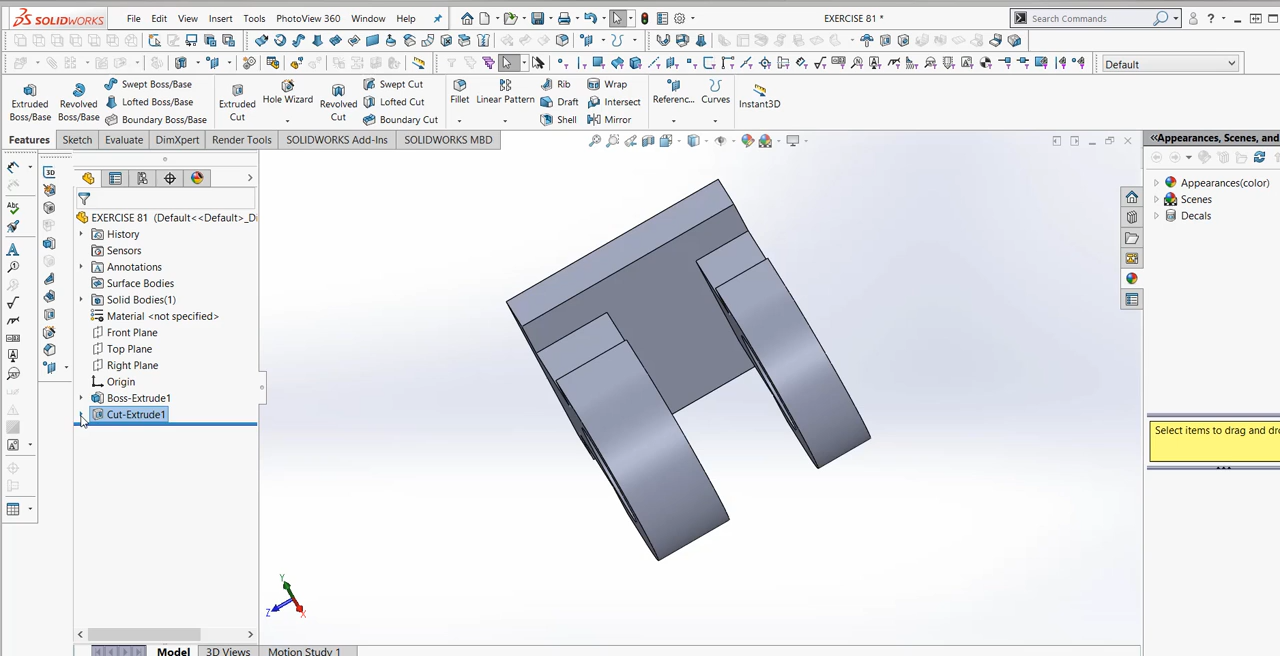 SOLIDWORKS File Edit View Insert Tools PhotoView 360 Window Help EXERCISE 81 * Search Commands ?
Default
Extruded Boss/Base
Revolved Boss/Base
Swept Boss/Base
Lofted Boss/Base
Boundary Boss/Base
Extruded Cut
Hole Wizard
Revolved Cut
Swept Cut
Lofted Cut
Boundary Cut
Fillet
Linear Pattern
Rib
Draft
Shell
Wrap
Intersect
Mirror
Referenc...
Curves
Instant3D
Features Sketch Evaluate DimXpert Render Tools SOLIDWORKS Add-Ins SOLIDWORKS MBD
EXERCISE 81 (Default<<Default>_Di
History
Sensors
Annotations
Surface Bodies
Solid Bodies(1)
Material <not specified>
Front Plane
Top Plane
Right Plane
Origin
Boss-Extrude1
Cut-Extrude1
Y
Z
X
Model 3D Views Motion Study 1
Appearances, Scenes, and
Appearances(color)
Scenes
Decals
Select items to drag and dr